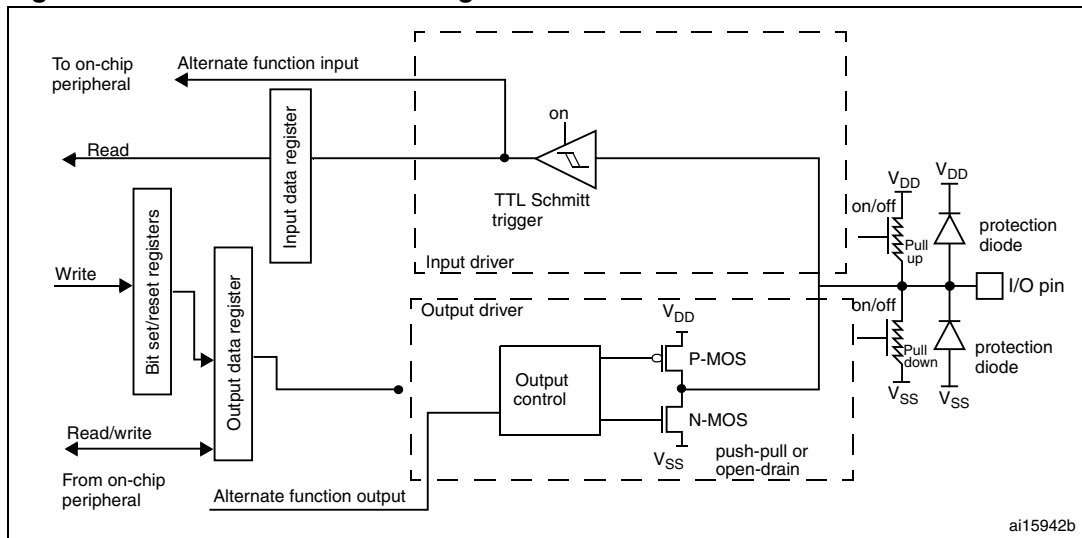 To on-chip
peripheral
Alternate function input
on
Read
Input data register
TTL Schmitt
trigger
Input driver
VDD
VDD
on/off
Pull
up
protection
diode
I/O pin
Write
Bit set/reset registers
Output data register
Output driver
VDD
P-MOS
Output
control
N-MOS
VSS
push-pull or
open-drain
on/off
Pull
down
protection
diode
VSS
VSS
Read/write
From on-chip
peripheral
Alternate function output
ai15942b